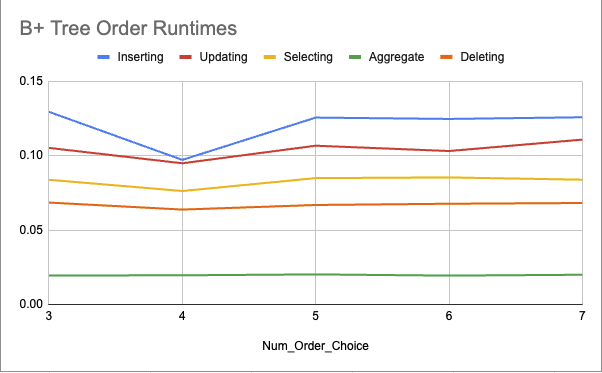 B+ Tree Order Runtimes
Inserting Updating Selecting Aggregate Deleting
0.15
0.10
0.05
0.00
3 4 5 6 7
Num_Order_Choice